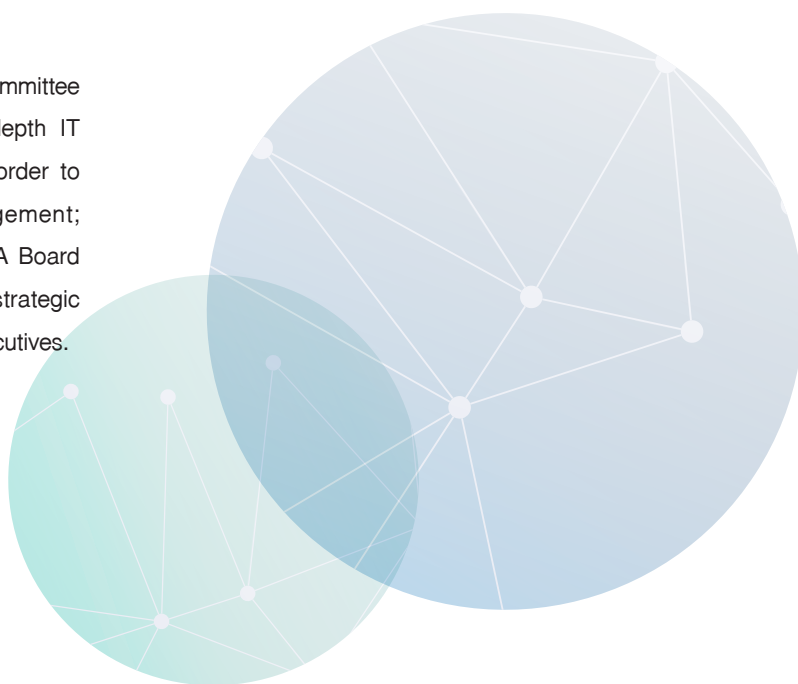 mmittee
depth IT
order to
gement;
A Board
strategic
cutives.